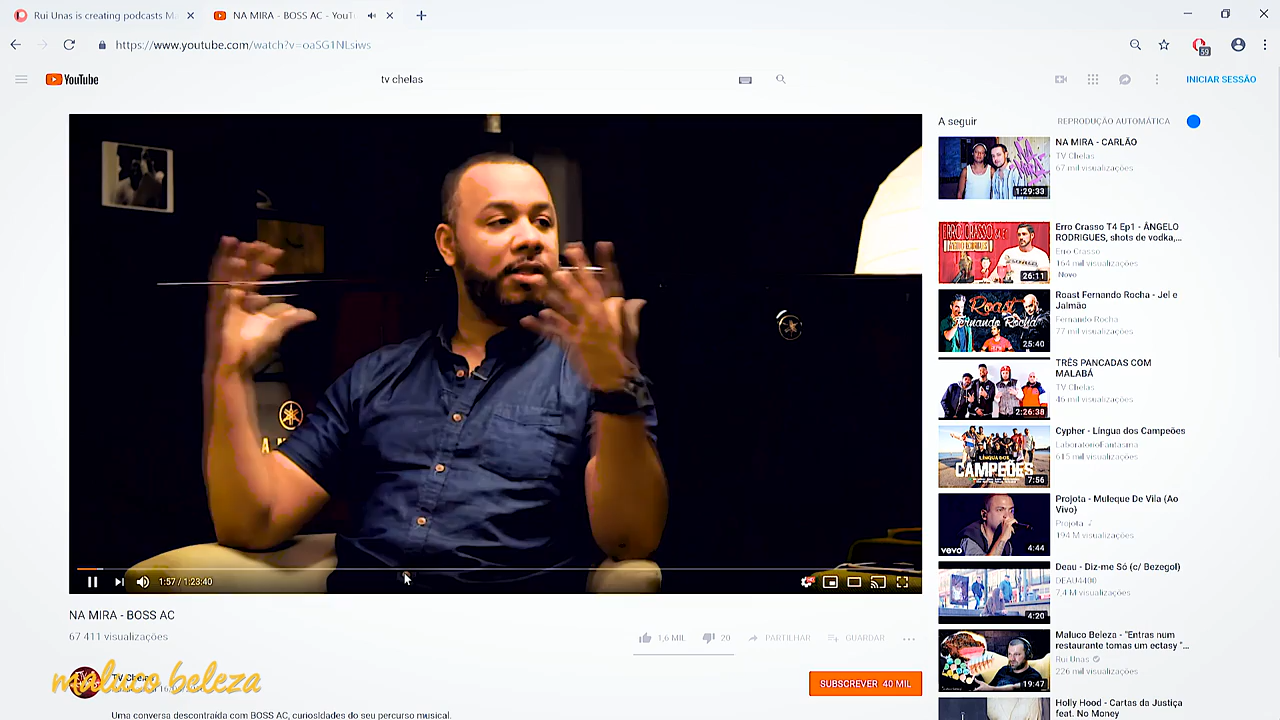 Rui Unas is creating podcasts M
NA MIRA - BOSS AC - YouT
https://www.youtube.com/watch?v=oaSG1NLsiws
59
YouTube
tv chelas
INICIAR SESSÃO
A seguir
REPRODUÇÃO AUTOMÁTICA
NA MIRA - CARLÃO
TV Chelas
67 mil visualizações
1:29:33
Erro Crasso T4 Ep1 - ÂNGELO
RODRIGUES, shots de vodka,...
Erro Crasso
164 mil visualizações
Novo
26:11
Roast Fernando Rocha - Jel e
Jalmão
Fernando Rocha
77 mil visualizações
Roast
Fernando Rocha
25:40
TRÊS PANCADAS COM
MALABÁ
TV Chelas
46 mil visualizações
2:26:38
Cypher - Língua dos Campeões
LaboratorioFantasma
615 mil visualizações
LÍNGUA DOS
CAMPEÕES
7:56
Projota - Muleque De Vila (Ao
Vivo)
Projota
194 M visualizações
vevo
4:44
Deau - Diz-me Só (c/ Bezegol)
DEAU4400
7,4 M visualizações
4:20
Maluco Beleza - "Entras num
restaurante tomas um ectasy "...
Rui Unas
226 mil visualizações
19:47
Holly Hood - Cartas da Justiça
feat. No Money
1:57 / 1:23:40
NA MIRA - BOSS AC
67 411 visualizações
1,6 MIL
20
PARTILHAR
GUARDAR
maluco beleza
SUBSCREVER 40 MIL
Uma conversa descontraída com BOSS AC, curiosidades do seu percurso musical.